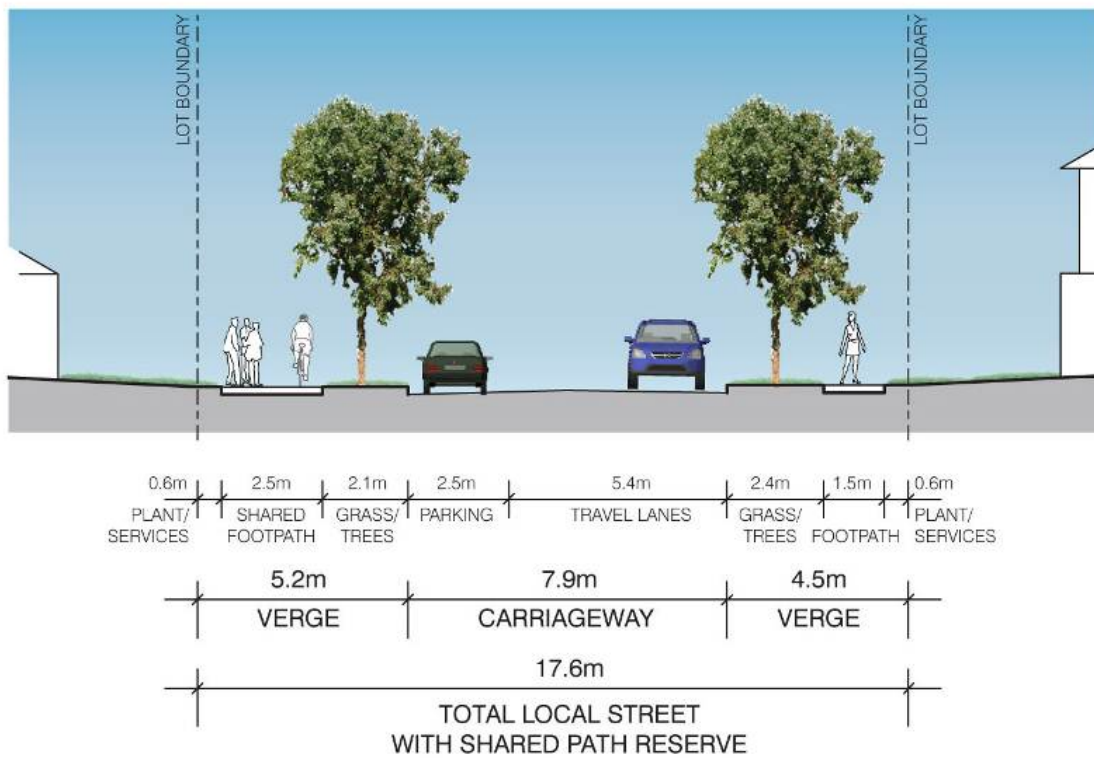 LOT BOUNDARY
LOT BOUNDARY
0.6m
2.5m
2.1m
2.5m
5.4m
2.4m
1.5m
0.6m
PLANT/
SERVICES
SHARED
FOOTPATH
GRASS/
TREES
PARKING
TRAVEL LANES
GRASS/
TREES
FOOTPATH
PLANT/
SERVICES
5.2m
7.9m
4.5m
VERGE
CARRIAGEWAY
VERGE
17.6m
TOTAL LOCAL STREET
WITH SHARED PATH RESERVE